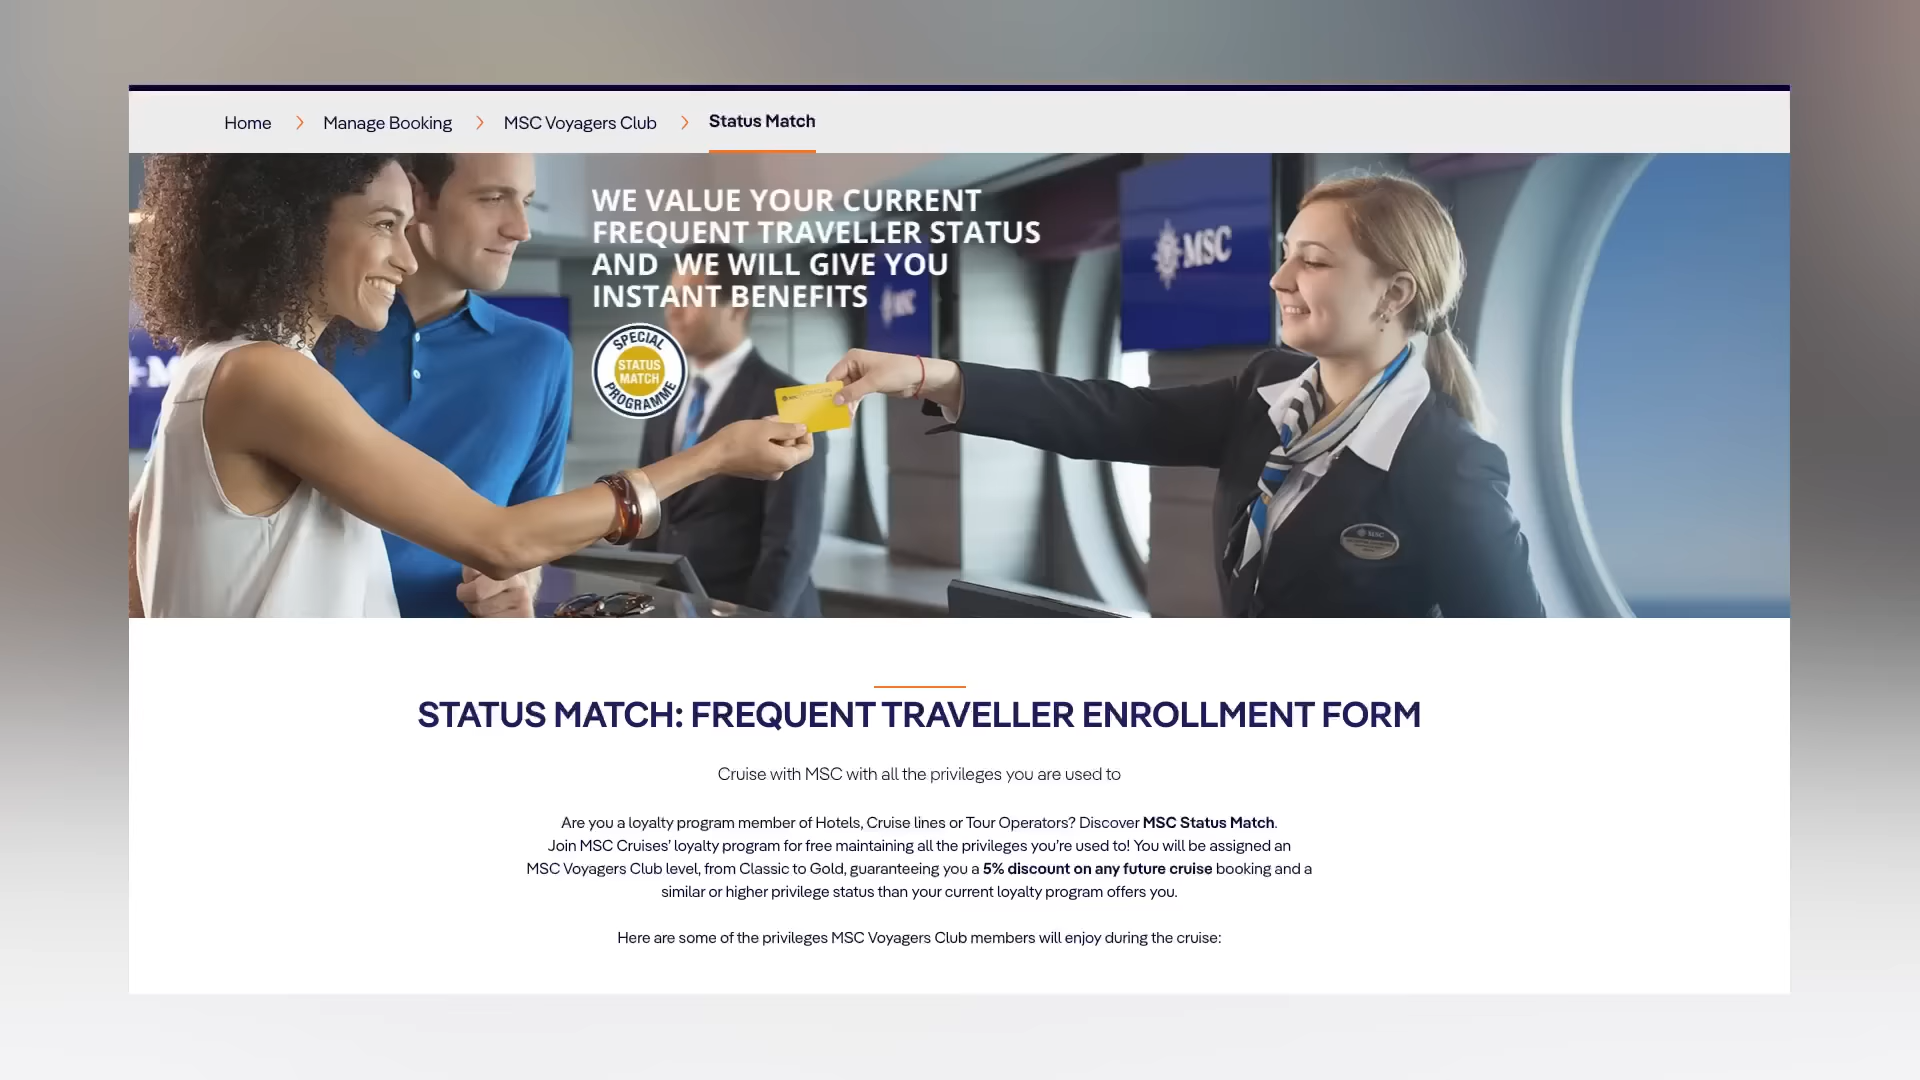 Home > Manage Booking > MSC Voyagers Club > Status Match
WE VALUE YOUR CURRENT
FREQUENT TRAVELLER STATUS
AND WE WILL GIVE YOU
INSTANT BENEFITS
SPECIAL
STATUS
MATCH
PROGRAMME
MSC
MSC
MSC
STATUS MATCH: FREQUENT TRAVELLER ENROLLMENT FORM
Cruise with MSC with all the privileges you are used to
Are you a loyalty program member of Hotels, Cruise lines or Tour Operators? Discover MSC Status Match.
Join MSC Cruises' loyalty program for free maintaining all the privileges you're used to! You will be assigned an
MSC Voyagers Club level, from Classic to Gold, guaranteeing you a 5% discount on any future cruise booking and a
similar or higher privilege status than your current loyalty program offers you.
Here are some of the privileges MSC Voyagers Club members will enjoy during the cruise: